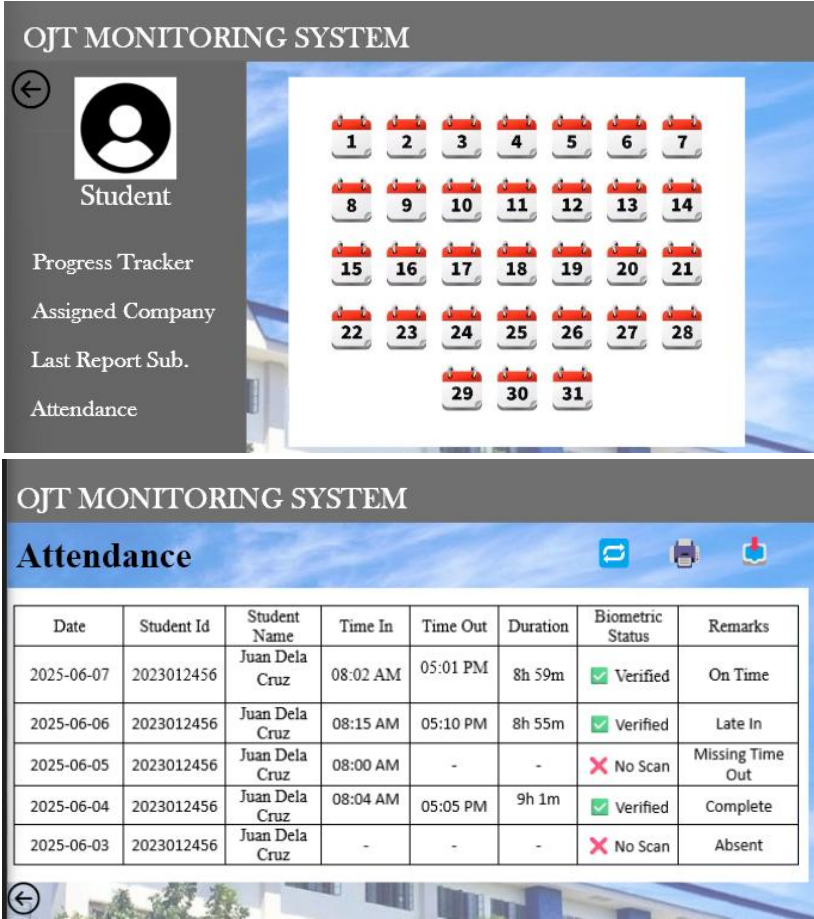 OJT MONITORING SYSTEM
Student
Progress Tracker
Assigned Company
Last Report Sub.
Attendance
1 2 3 4 5 6 7
8 9 10 11 12 13 14
15 16 17 18 19 20 21
22 23 24 25 26 27 28
29 30 31
OJT MONITORING SYSTEM
Attendance
Date Student Id Student Name Time In Time Out Duration Biometric Status Remarks
2025-06-07 2023012456 Juan Dela Cruz 08:02 AM 05:01 PM 8h 59m Verified On Time
2025-06-06 2023012456 Juan Dela Cruz 08:15 AM 05:10 PM 8h 55m Verified Late In
2025-06-05 2023012456 Juan Dela Cruz 08:00 AM - - No Scan Missing Time Out
2025-06-04 2023012456 Juan Dela Cruz 08:04 AM 05:05 PM 9h 1m Verified Complete
2025-06-03 2023012456 Juan Dela Cruz - - - No Scan Absent